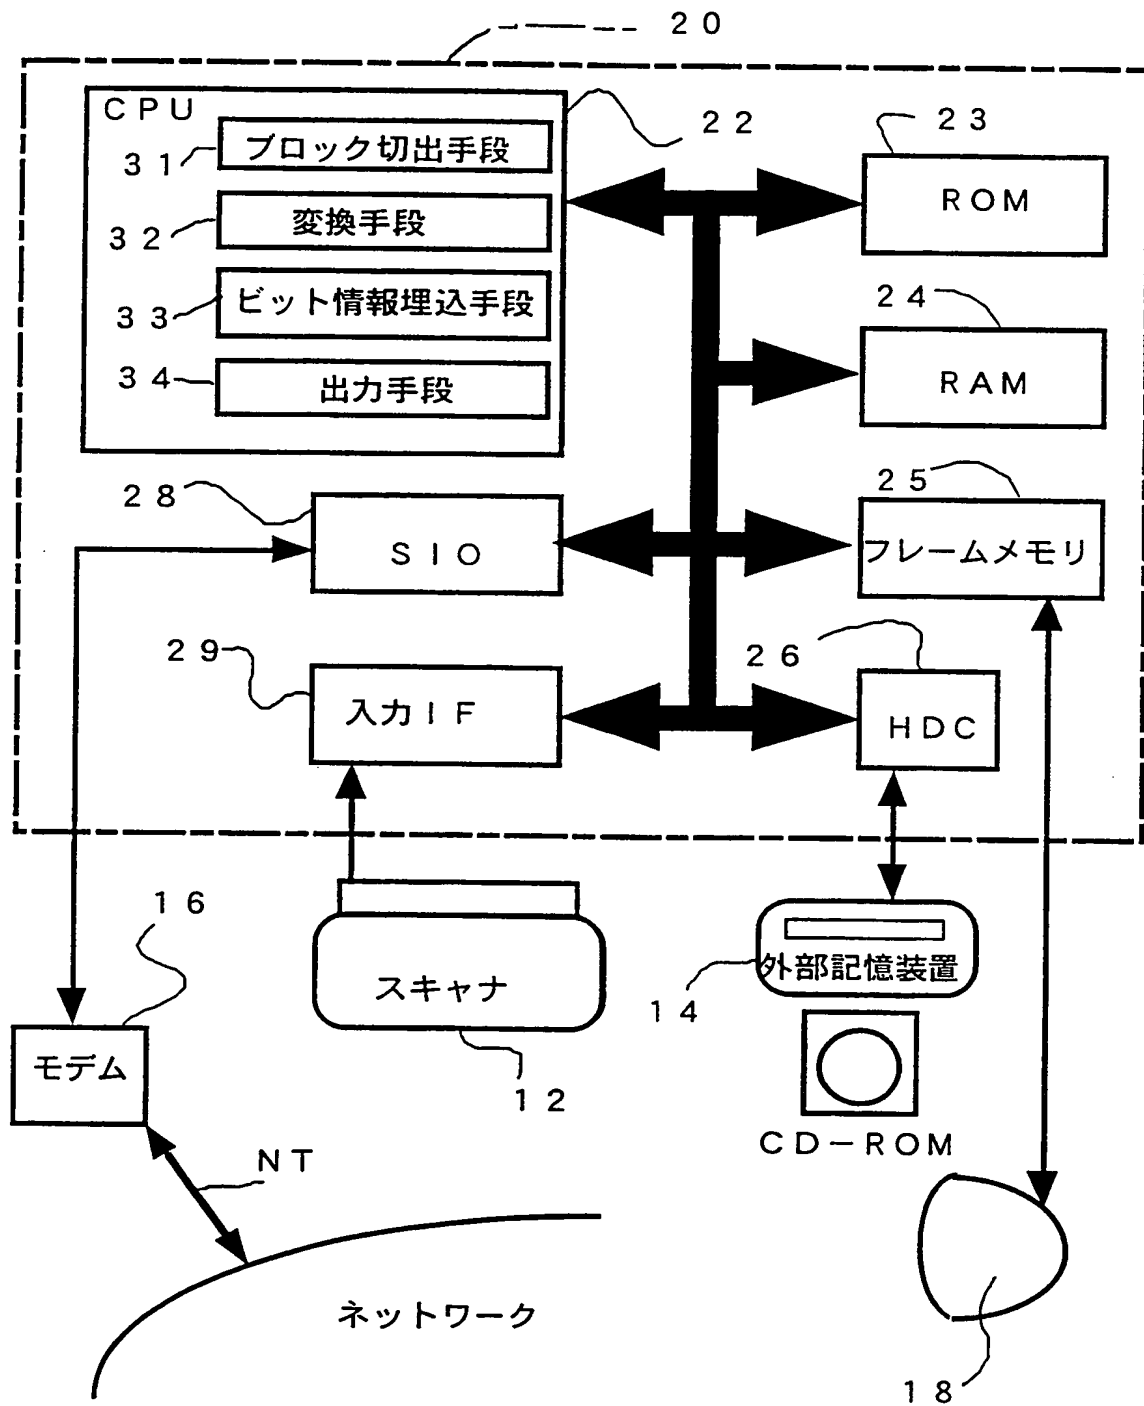 20
CPU
22
31
ブロック切出手段
32
変換手段
33
ビット情報埋込手段
34
出力手段
23
ROM
24
RAM
28
SIO
25
フレームメモリ
29
入力IF
26
HDC
16
モデム
スキャナ
12
14
外部記憶装置
CD-ROM
NT
ネットワーク
18